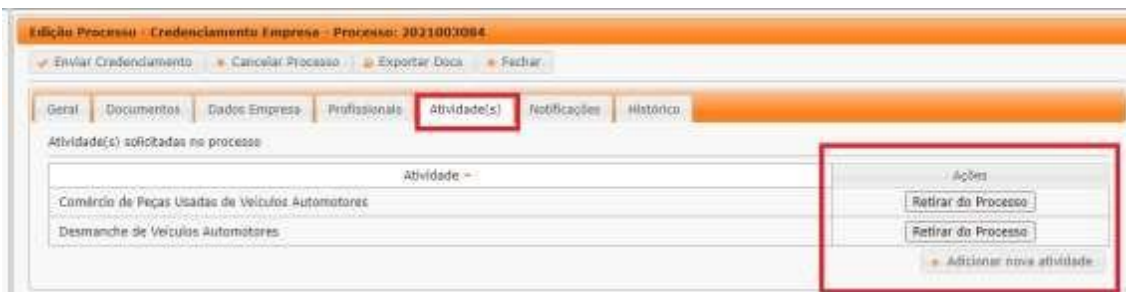 Edição Processo - Credenciamento Empresa - Processo: 2021003084
Enviar Credenciamento Cancelar Processo Exportar Docs Fechar
Geral Documentos Dados Empresa Profissionais Atividade(s) Notificações Histórico
Atividade(s) solicitadas no processo
Atividade Ações
Comércio de Peças Usadas de Veículos Automotores Retirar do Processo
Desmanche de Veículos Automotores Retirar do Processo
Adicionar nova atividade